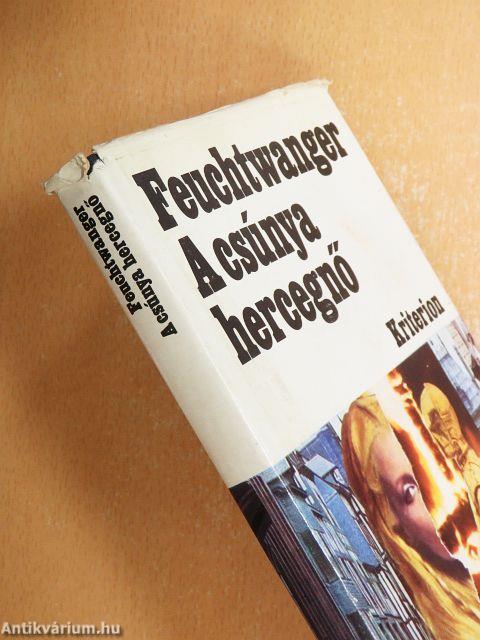 Feuchtwanger
A csúnya
hercegnő
Kriterion
Feuchtwanger
A csúnya hercegnő
Antikvárium.hu